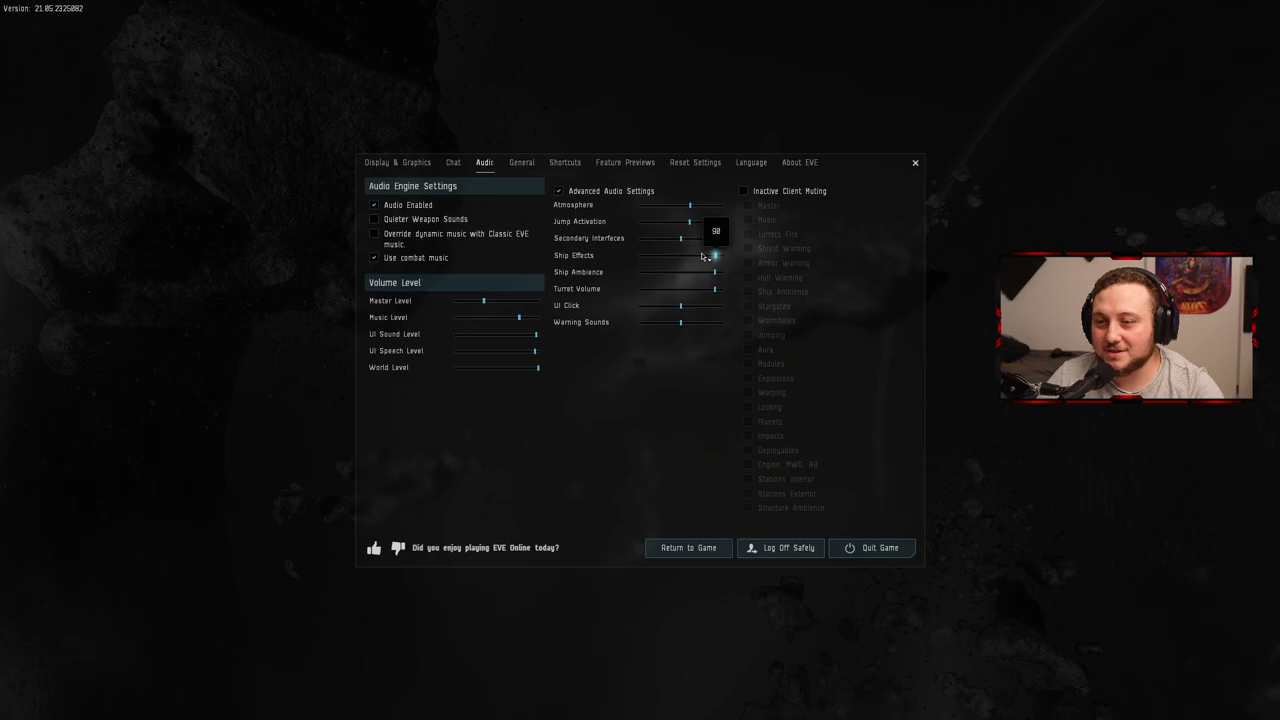 Version: 21.05.2325082
Display & Graphics
Chat
Audio
General
Shortcuts
Feature Previews
Reset Settings
Language
About EVE
Audio Engine Settings
Audio Enabled
Quieter Weapon Sounds
Override dynamic music with Classic EVE
music.
Use combat music
Volume Level
Master Level
Music Level
UI Sound Level
UI Speech Level
World Level
Advanced Audio Settings
Atmosphere
Jump Activation
Secondary Interfaces
90
Ship Effects
Ship Ambience
Turret Volume
UI Click
Warning Sounds
Inactive Client Muting
Master
Music
Turrets Fire
Shield Warning
Armor Warning
Hull Warning
Ship Ambience
Stargates
Wormholes
Jumping
Aura
Modules
Explosions
Warping
Locking
Planets
Impacts
Deployables
Engine, MWD, AB
Stations Interior
Stations Exterior
Structure Ambience
Did you enjoy playing EVE Online today?
Return to Game
Log Off Safely
Quit Game